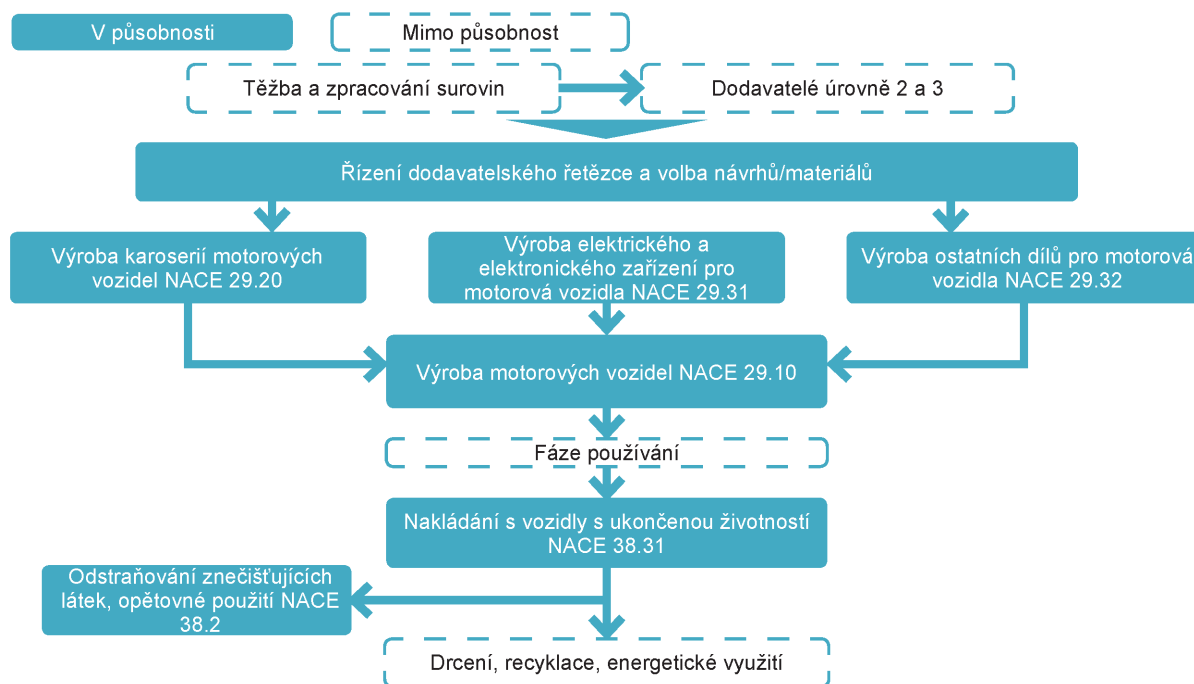 V působnosti
Mimo působnost
Těžba a zpracování surovin
Dodavatelé úrovně 2 a 3
Řízení dodavatelského řetězce a volba návrhů/materiálů
Výroba karoserií motorových
vozidel NACE 29.20
Výroba elektrického a
elektronického zařízení pro
motorová vozidla NACE 29.31
Výroba ostatních dílů pro motorová
vozidla NACE 29.32
Výroba motorových vozidel NACE 29.10
Fáze používání
Nakládání s vozidly s ukončenou životností
NACE 38.31
Odstraňování znečišťujících
látek, opětovné použití NACE
38.2
Drcení, recyklace, energetické využití